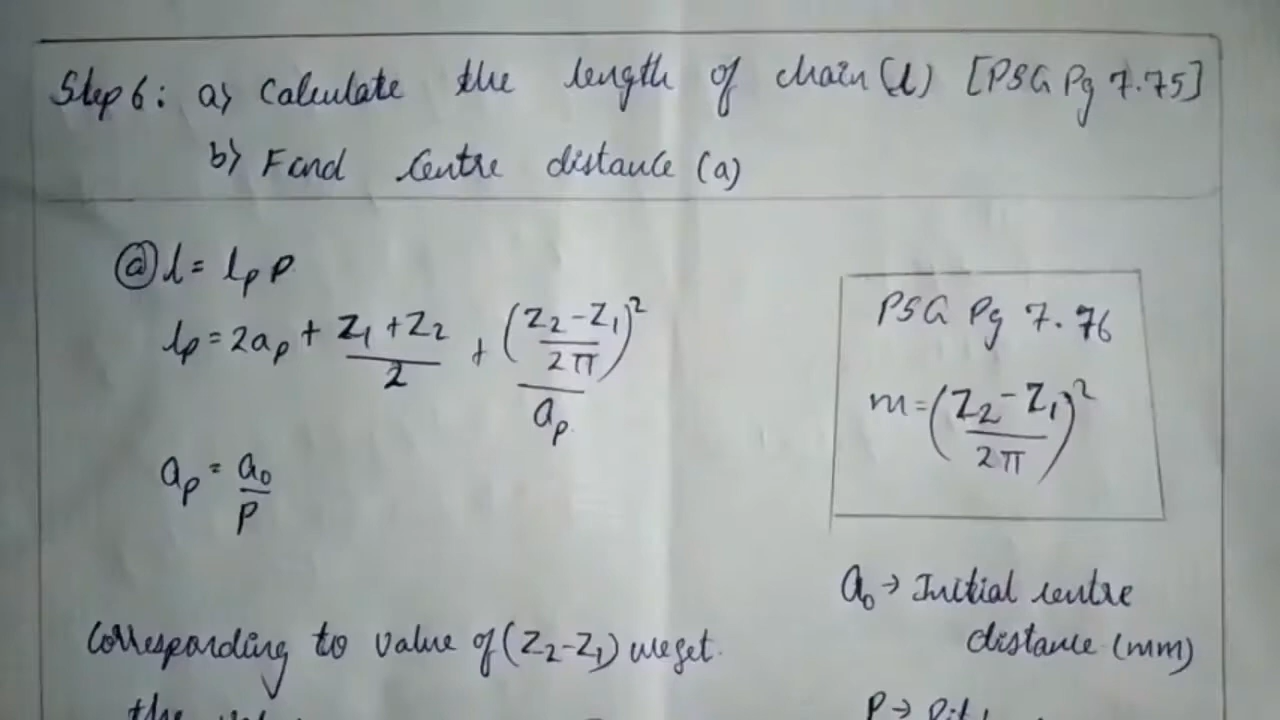 Step 6: a) Calculate the length of chain (l) [PSG Pg 7.75]
b) Find Centre distance (a)
ⓐ l = lₚ P
lₚ = 2aₚ + (Z₁ + Z₂)/2 + ((Z₂ - Z₁)/2π)²/aₚ
aₚ = a₀/P
PSG Pg 7.76
m = ((Z₂ - Z₁)/2π)²
a₀ → Initial centre
distance (mm)
Corresponding to value of (Z₂-Z₁) we get
the
P →